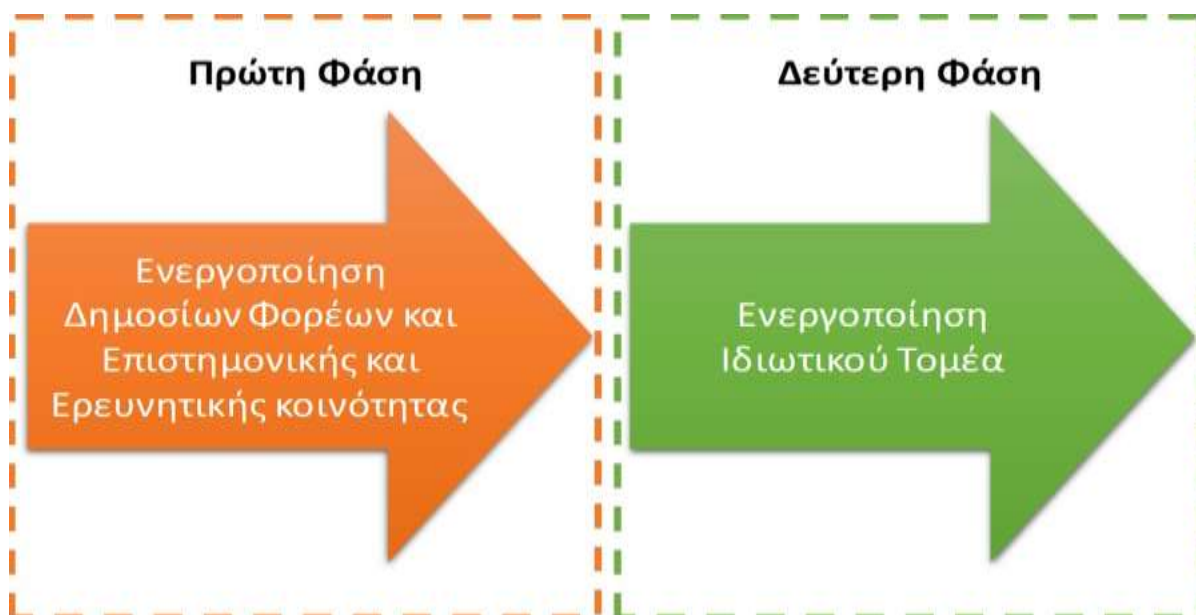 Πρώτη Φάση
Ενεργοποίηση
Δημοσίων Φορέων και
Επιστημονικής και
Ερευνητικής κοινότητας
Δεύτερη Φάση
Ενεργοποίηση
Ιδιωτικού Τομέα